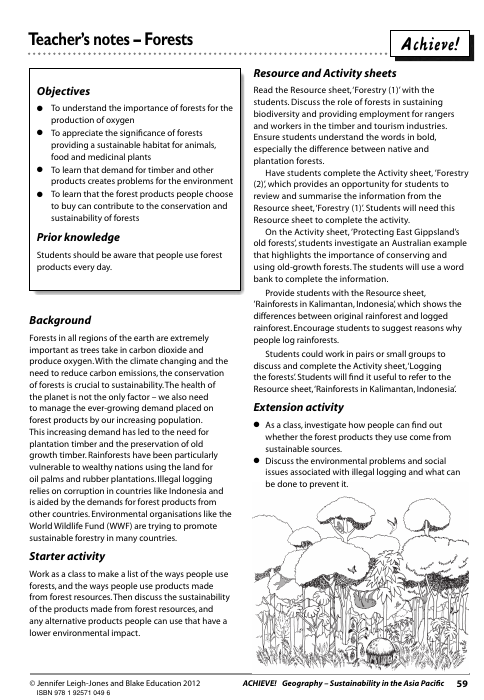 Teacher's notes – Forests
Achieve!
Objectives
● To understand the importance of forests for the
production of oxygen
● To appreciate the significance of forests
providing a sustainable habitat for animals,
food and medicinal plants
● To learn that demand for timber and other
products creates problems for the environment
● To learn that the forest products people choose
to buy can contribute to the conservation and
sustainability of forests
Prior knowledge
Students should be aware that people use forest
products every day.
Background
Forests in all regions of the earth are extremely
important as trees take in carbon dioxide and
produce oxygen. With the climate changing and the
need to reduce carbon emissions, the conservation
of forests is crucial to sustainability. The health of
the planet is not the only factor – we also need
to manage the ever-growing demand placed on
forest products by our increasing population.
This increasing demand has led to the need for
plantation timber and the preservation of old
growth timber. Rainforests have been particularly
vulnerable to wealthy nations using the land for
oil palms and rubber plantations. Illegal logging
relies on corruption in countries like Indonesia and
is aided by the demands for forest products from
other countries. Environmental organisations like the
World Wildlife Fund (WWF) are trying to promote
sustainable forestry in many countries.
Starter activity
Work as a class to make a list of the ways people use
forests, and the ways people use products made
from forest resources. Then discuss the sustainability
of the products made from forest resources, and
any alternative products people can use that have a
lower environmental impact.
Resource and Activity sheets
Read the Resource sheet, 'Forestry (1)' with the
students. Discuss the role of forests in sustaining
biodiversity and providing employment for rangers
and workers in the timber and tourism industries.
Ensure students understand the words in bold,
especially the difference between native and
plantation forests.
Have students complete the Activity sheet, 'Forestry
(2)', which provides an opportunity for students to
review and summarise the information from the
Resource sheet, 'Forestry (1)'. Students will need this
Resource sheet to complete the activity.
On the Activity sheet, 'Protecting East Gippsland's
old forests', students investigate an Australian example
that highlights the importance of conserving and
using old-growth forests. The students will use a word
bank to complete the information.
Provide students with the Resource sheet,
'Rainforests in Kalimantan, Indonesia', which shows the
differences between original rainforest and logged
rainforest. Encourage students to suggest reasons why
people log rainforests.
Students could work in pairs or small groups to
discuss and complete the Activity sheet, 'Logging
the forests'. Students will find it useful to refer to the
Resource sheet, 'Rainforests in Kalimantan, Indonesia'.
Extension activity
● As a class, investigate how people can find out
whether the forest products they use come from
sustainable sources.
● Discuss the environmental problems and social
issues associated with illegal logging and what can
be done to prevent it.
© Jennifer Leigh-Jones and Blake Education 2012
ISBN 978 1 92571 049 6
ACHIEVE! Geography – Sustainability in the Asia Pacific 59